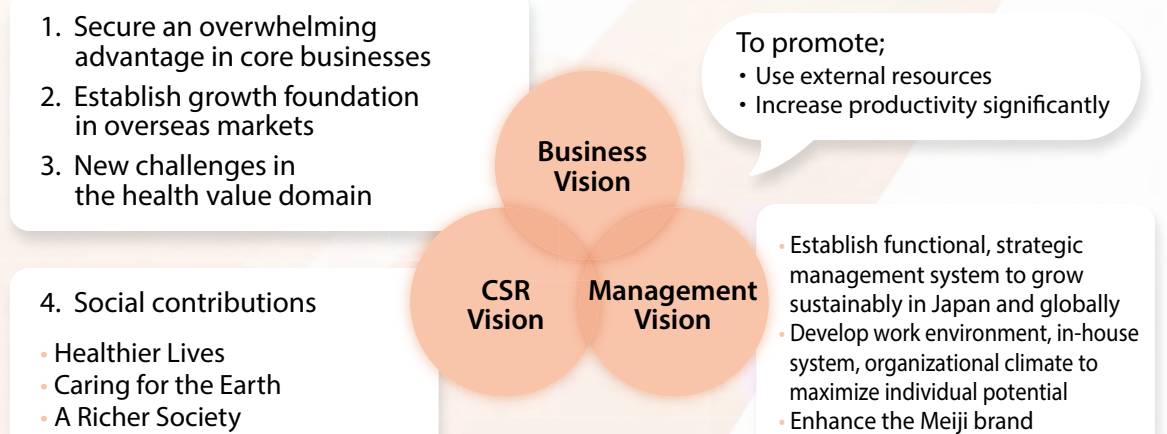 1. Secure an overwhelming
advantage in core businesses
2. Establish growth foundation
in overseas markets
3. New challenges in
the health value domain
To promote;
・Use external resources
・Increase productivity significantly
Business
Vision
CSR
Vision
Management
Vision
4. Social contributions
• Healthier Lives
• Caring for the Earth
• A Richer Society
• Establish functional, strategic
management system to grow
sustainably in Japan and globally
• Develop work environment, in-house
system, organizational climate to
maximize individual potential
• Enhance the Meiji brand